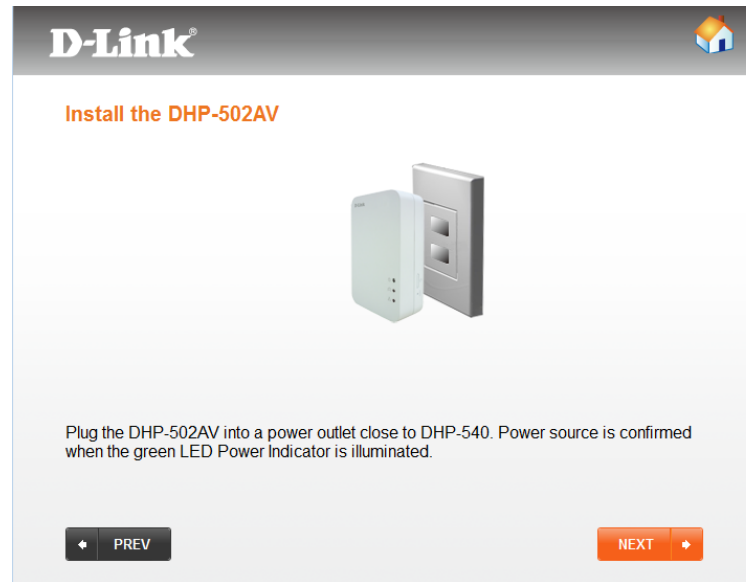 D-Link®
Install the DHP-502AV
Plug the DHP-502AV into a power outlet close to DHP-540. Power source is confirmed
when the green LED Power Indicator is illuminated.
PREV
NEXT